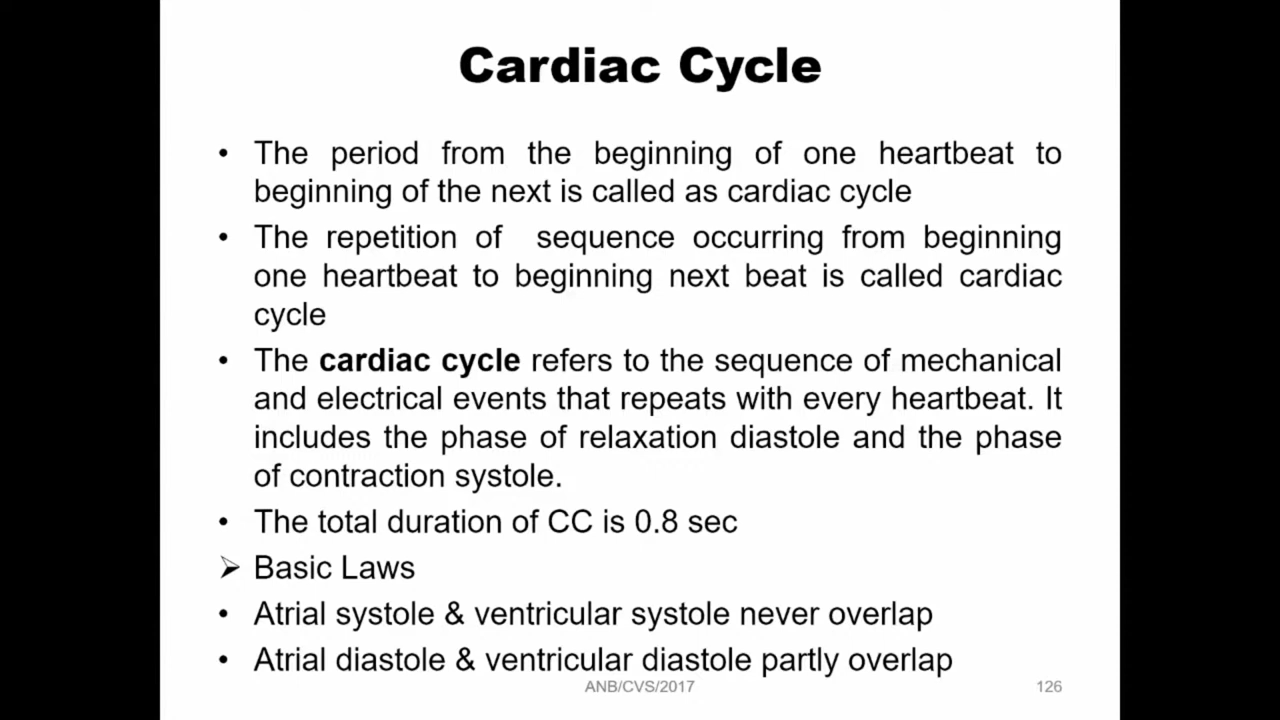 Cardiac Cycle
• The period from the beginning of one heartbeat to
beginning of the next is called as cardiac cycle
• The repetition of sequence occurring from beginning
one heartbeat to beginning next beat is called cardiac
cycle
• The cardiac cycle refers to the sequence of mechanical
and electrical events that repeats with every heartbeat. It
includes the phase of relaxation diastole and the phase
of contraction systole.
• The total duration of CC is 0.8 sec
➢ Basic Laws
• Atrial systole & ventricular systole never overlap
• Atrial diastole & ventricular diastole partly overlap
ANB/CVS/2017
126